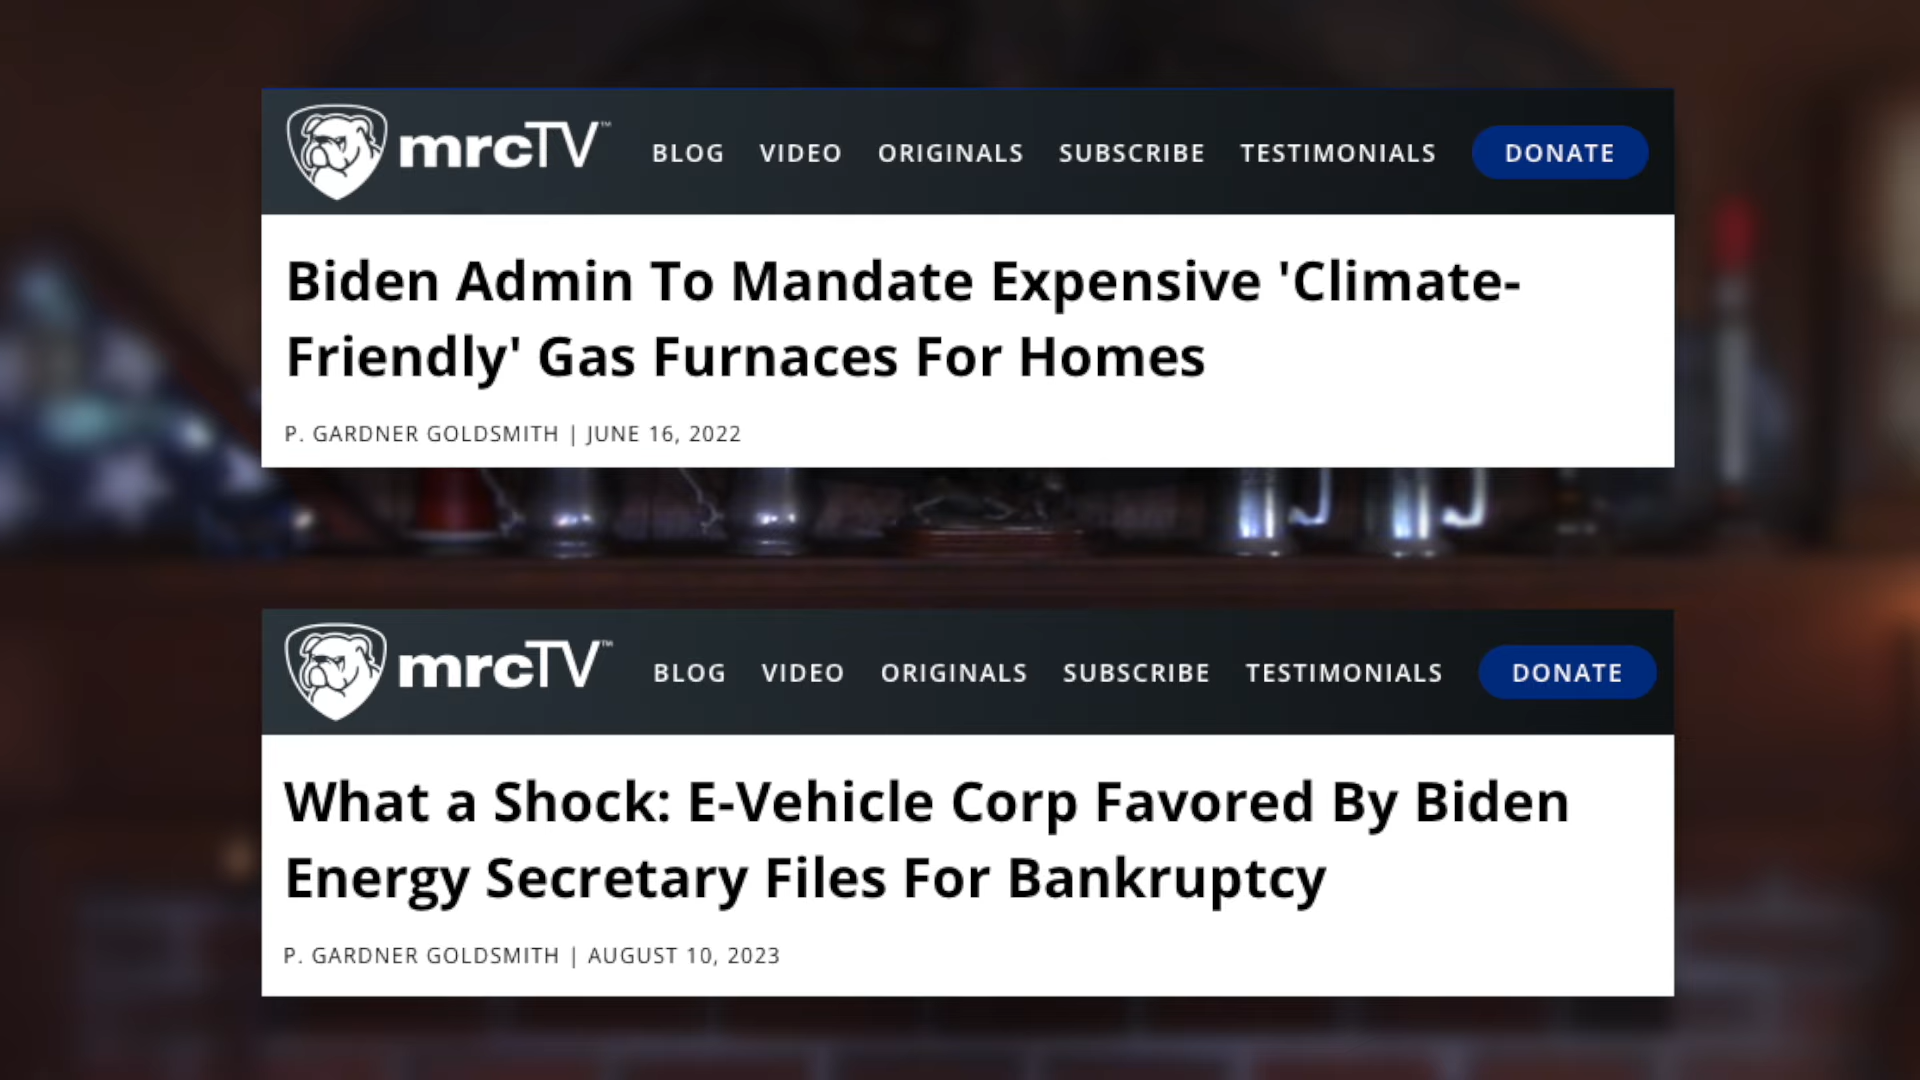 mrcTV™ BLOG VIDEO ORIGINALS SUBSCRIBE TESTIMONIALS DONATE
Biden Admin To Mandate Expensive 'Climate-
Friendly' Gas Furnaces For Homes
P. GARDNER GOLDSMITH | JUNE 16, 2022
mrcTV™ BLOG VIDEO ORIGINALS SUBSCRIBE TESTIMONIALS DONATE
What a Shock: E-Vehicle Corp Favored By Biden
Energy Secretary Files For Bankruptcy
P. GARDNER GOLDSMITH | AUGUST 10, 2023